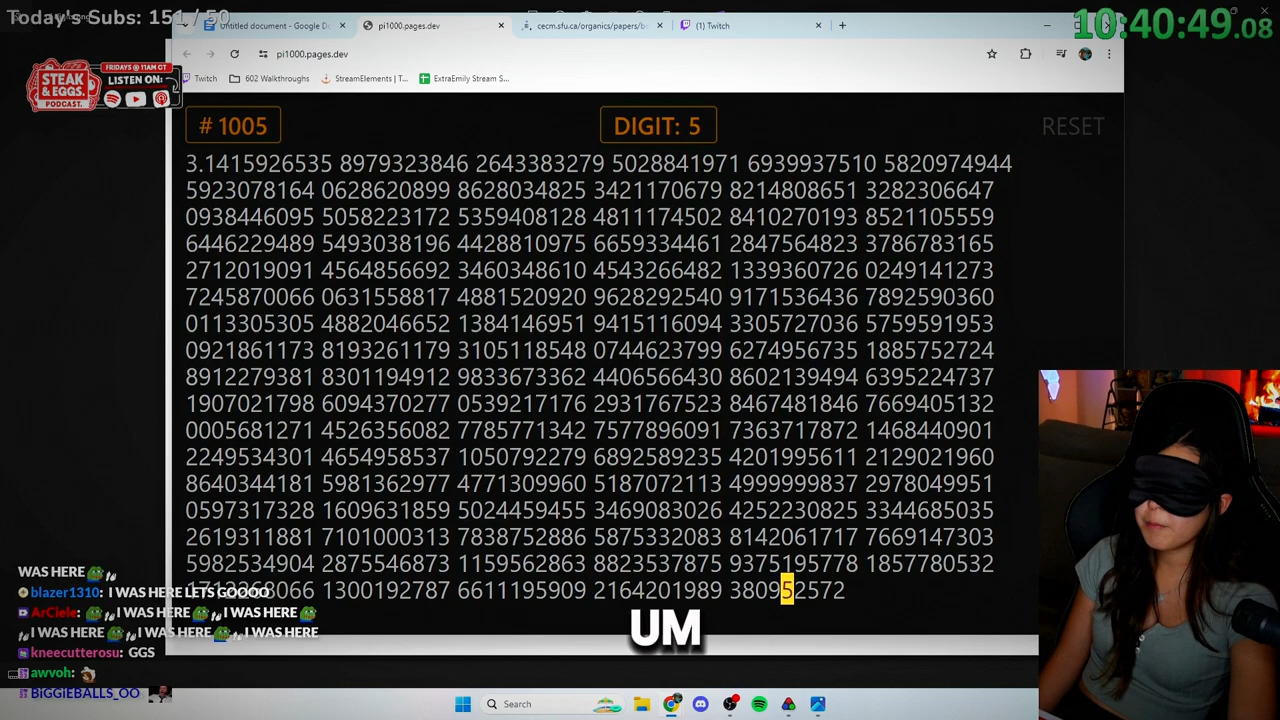 Today's Subs: 151 / 50
10:40:49.08
Untitled document - Google Do
pi1000.pages.dev
cecm.sfu.ca/organics/papers/bo
(1) Twitch
pi1000.pages.dev
Twitch
602 Walkthroughs
StreamElements | T...
ExtraEmily Stream S...
STEAK & EGGS. PODCAST.
FRIDAYS @ 11AM CT
LISTEN ON:
# 1005
DIGIT: 5
RESET
3.1415926535 8979323846 2643383279 5028841971 6939937510 5820974944
5923078164 0628620899 8628034825 3421170679 8214808651 3282306647
0938446095 5058223172 5359408128 4811174502 8410270193 8521105559
6446229489 5493038196 4428810975 6659334461 2847564823 3786783165
2712019091 4564856692 3460348610 4543266482 1339360726 0249141273
7245870066 0631558817 4881520920 9628292540 9171536436 7892590360
0113305305 4882046652 1384146951 9415116094 3305727036 5759591953
0921861173 8193261179 3105118548 0744623799 6274956735 1885752724
8912279381 8301194912 9833673362 4406566430 8602139494 6395224737
1907021798 6094370277 0539217176 2931767523 8467481846 7669405132
0005681271 4526356082 7785771342 7577896091 7363717872 1468440901
2249534301 4654958537 1050792279 6892589235 4201995611 2129021960
8640344181 5981362977 4771309960 5187072113 4999999837 2978049951
0597317328 1609631859 5024459455 3469083026 4252230825 3344685035
2619311881 7101000313 7838752886 5875332083 8142061717 7669147303
5982534904 2875546873 1159562863 8823537875 9375195778 1857780532
1712268066 1300192787 6611195909 2164201989 380952572
UM
WAS HERE
blazer1310: I WAS HERE LETS GOOOO
ArCiele: I WAS HERE I WAS HERE
I WAS HERE I WAS HERE I WAS HERE
kneecutterosu: GGS
awvoh:
BIGGIEBALLS_OO
Search